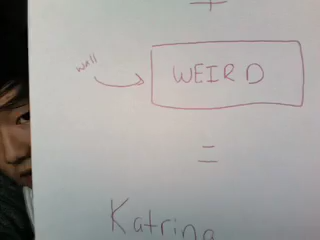 +
wall
WEIRD
=
Katrina